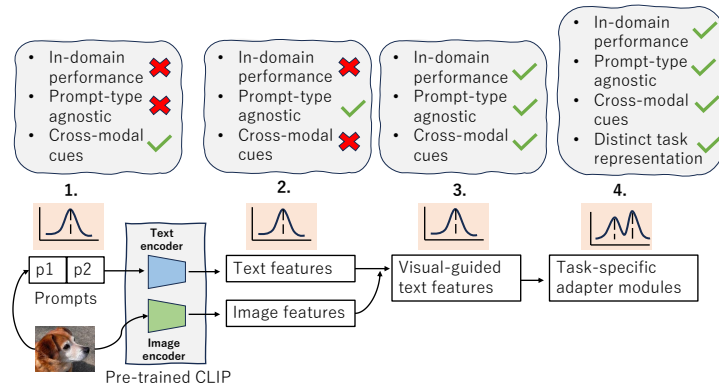 • In-domain
performance
• Prompt-type
agnostic
• Cross-modal
cues
• In-domain
performance
• Prompt-type
agnostic
• Cross-modal
cues
• In-domain
performance
• Prompt-type
agnostic
• Cross-modal
cues
• In-domain
performance
• Prompt-type
agnostic
• Cross-modal
cues
• Distinct task
representation
1.
2.
3.
4.
Text
encoder
p1 p2
Prompts
Text features
Image features
Visual-guided
text features
Task-specific
adapter modules
Image
encoder
Pre-trained CLIP